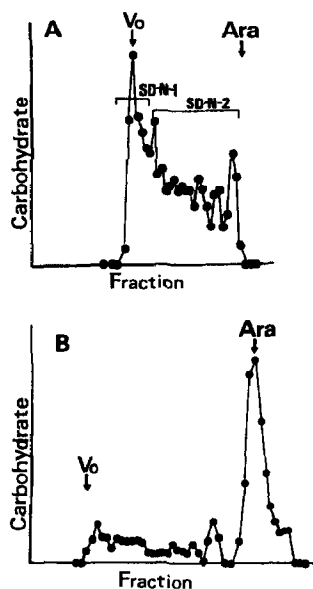 A
Vo
Ara
SD-N-1
SD-N-2
Carbohydrate
Fraction
B
Ara
Vo
Carbohydrate
Fraction